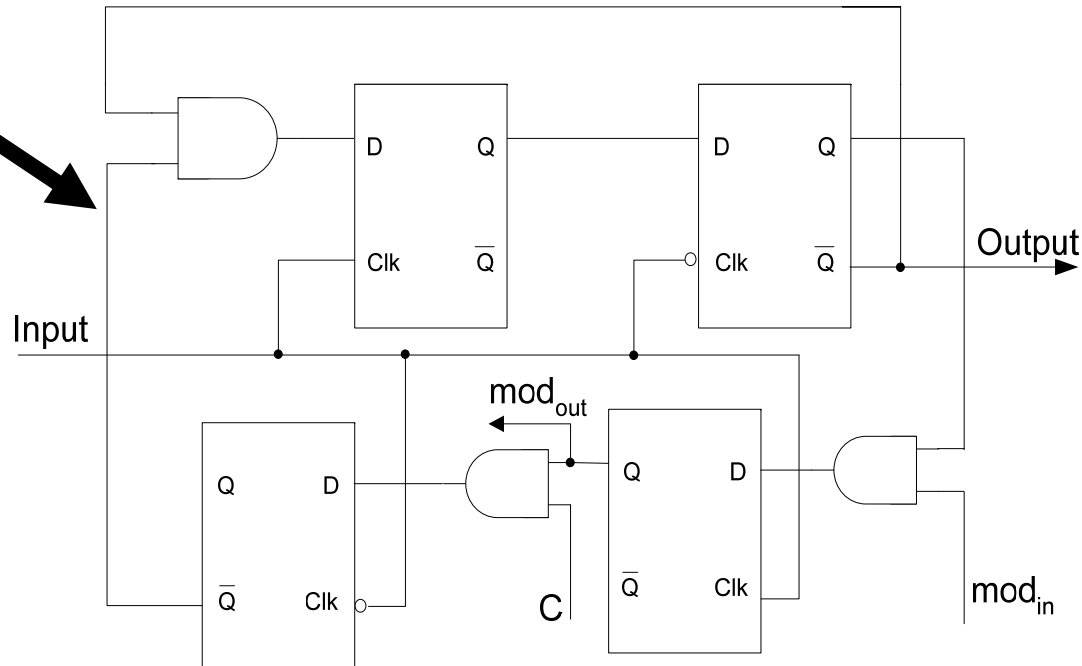 D Q
D Q
Clk Q̅
Clk Q̅
Output
Input
mod_out
Q D
Q D
Q̅ Clk
Q̅ Clk
C
mod_in